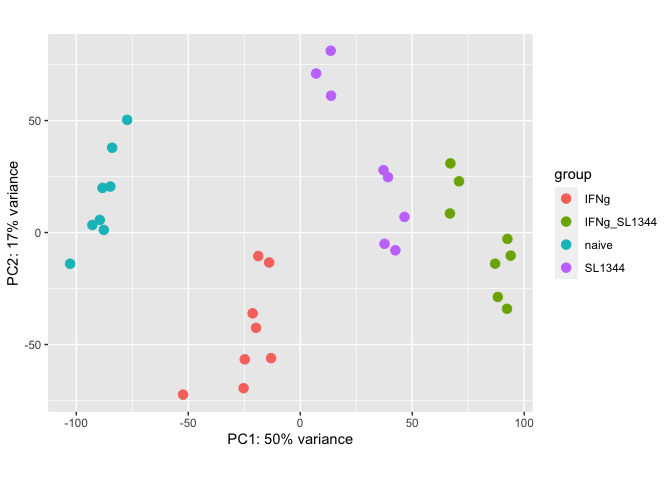 PC2: 17% variance
50
0
-50
-100
-50
0
50
100
PC1: 50% variance
group
IFNg
IFNg_SL1344
naive
SL1344